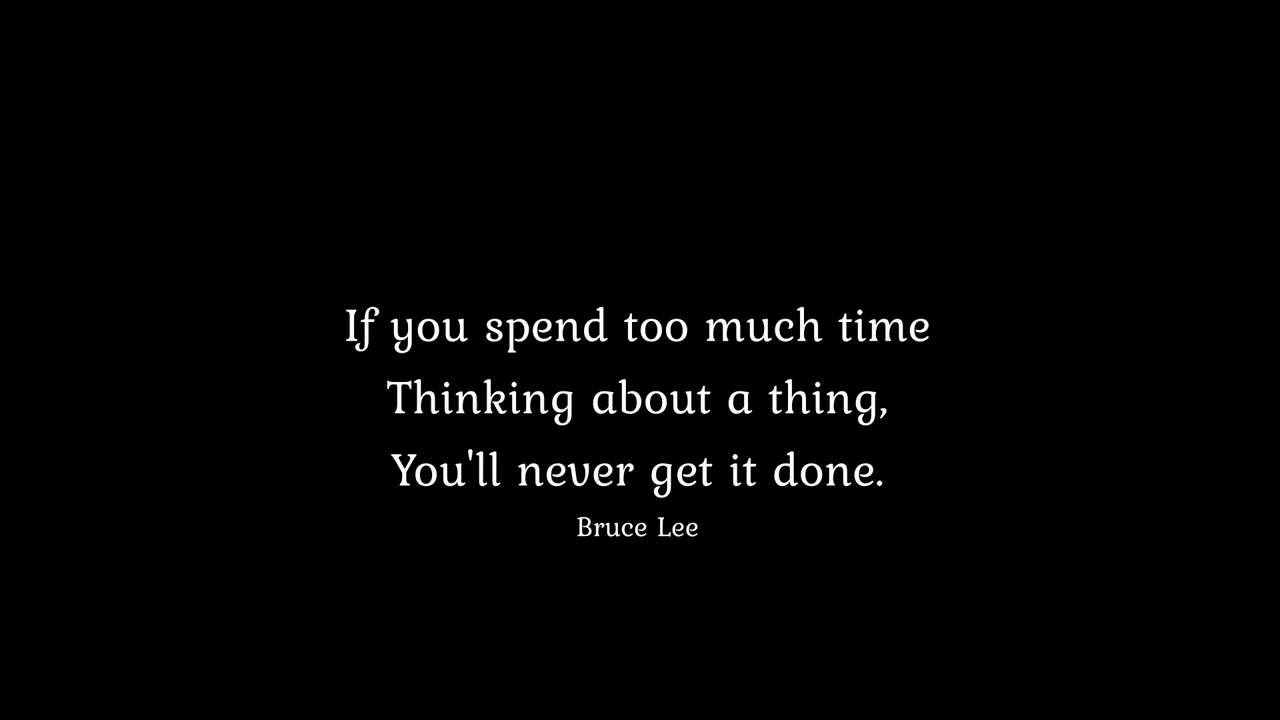 If you spend too much time
Thinking about a thing,
You'll never get it done.
Bruce Lee